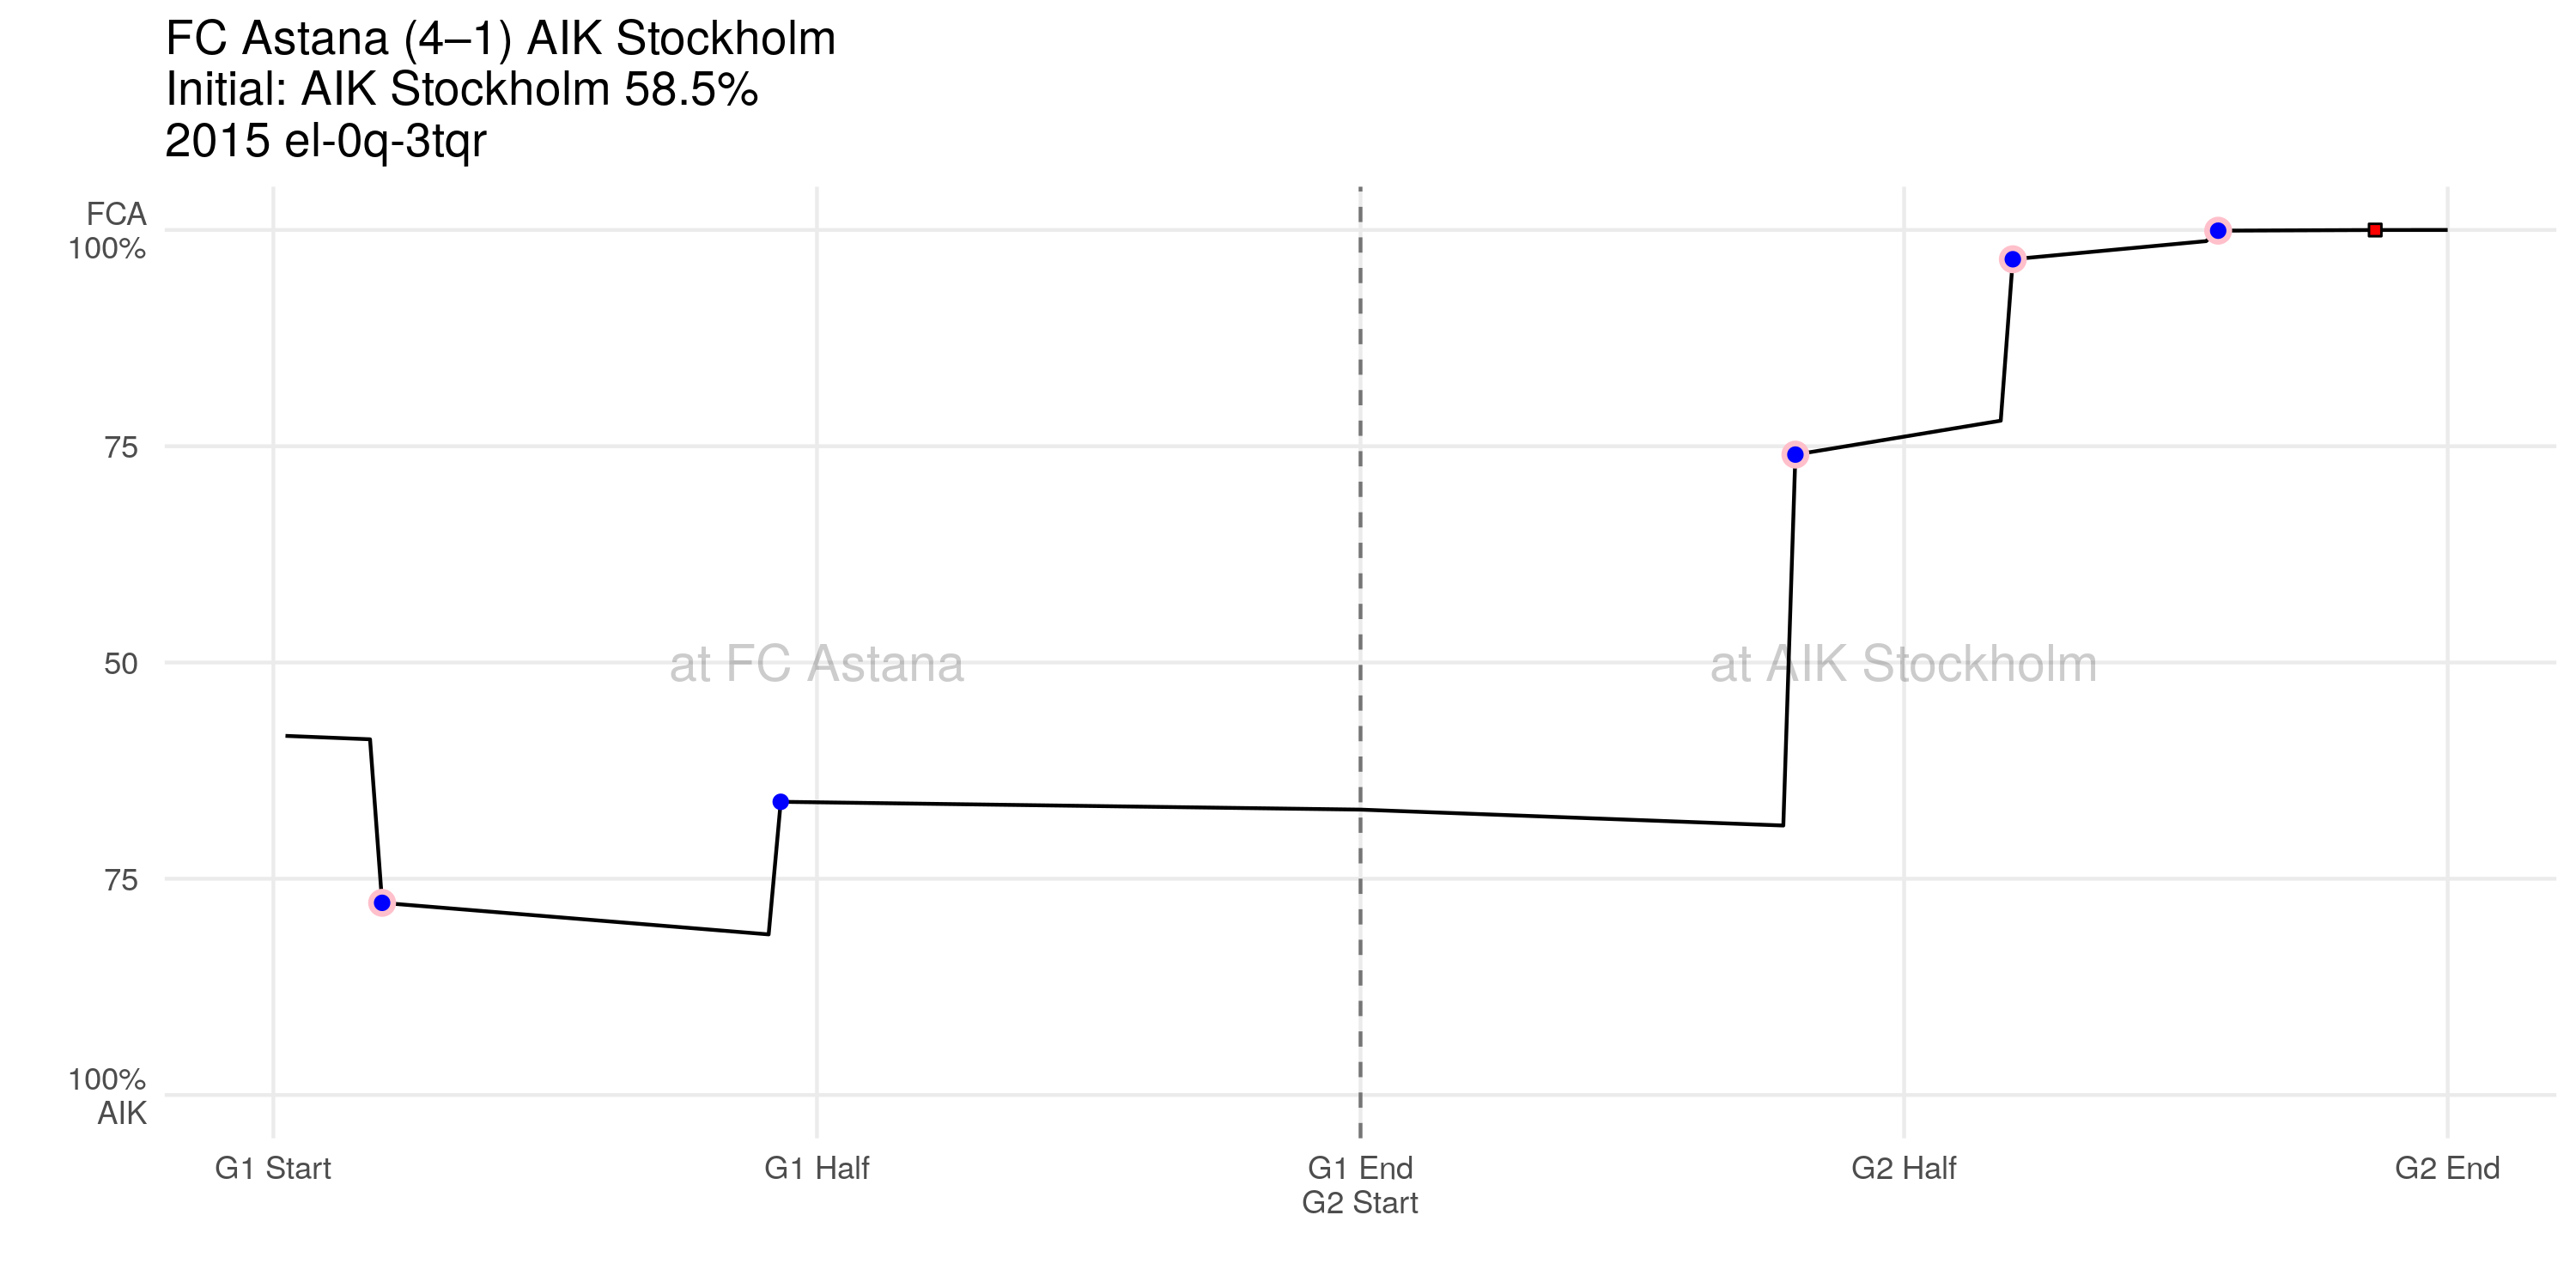 FC Astana (4–1) AIK Stockholm
Initial: AIK Stockholm 58.5%
2015 el-0q-3tqr
FCA
100%
75
50
75
100%
AIK
at FC Astana
at AIK Stockholm
G1 Start
G1 Half
G1 End
G2 Start
G2 Half
G2 End